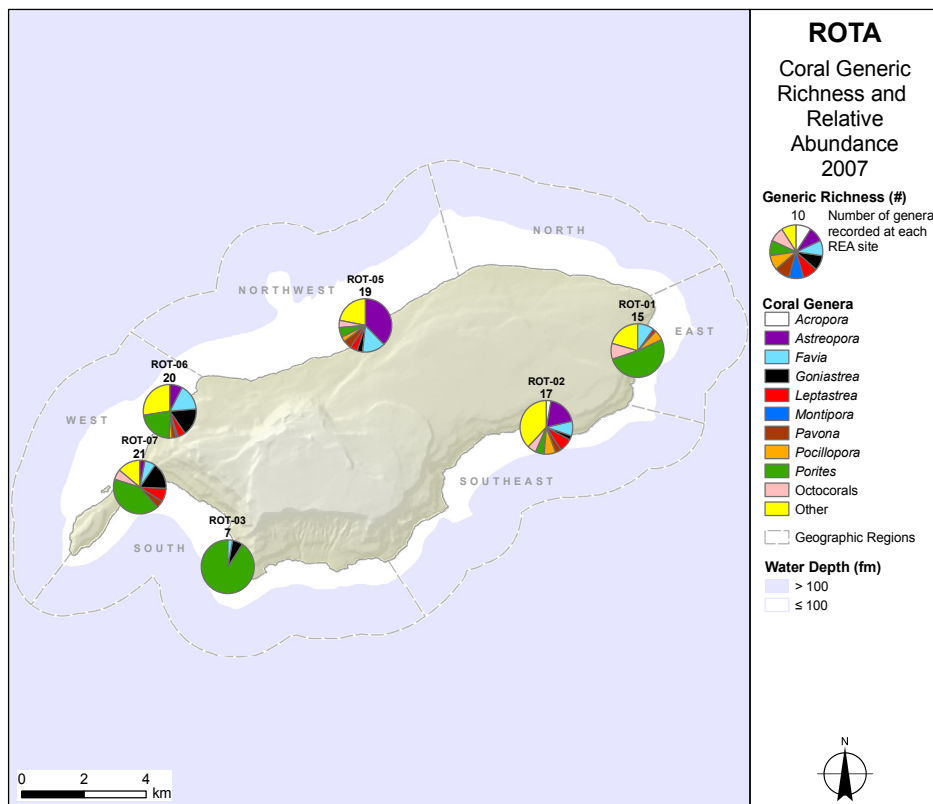 ROTA
Coral Generic
Richness and
Relative
Abundance
2007
Generic Richness (#)
10
Number of genera
recorded at each
REA site
Coral Genera
Acropora
Astreopora
Favia
Goniastrea
Leptastrea
Montipora
Pavona
Pocillopora
Porites
Octocorals
Other
Geographic Regions
Water Depth (fm)
> 100
≤ 100
N
NORTH
NORTHWEST
ROT-05
19
ROT-01
15
EAST
ROT-06
20
ROT-02
17
WEST
ROT-07
21
SOUTHEAST
ROT-03
7
SOUTH
0 2 4
km